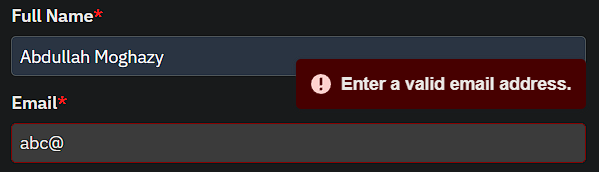 Full Name*
Abdullah Moghazy
Enter a valid email address.
Email*
abc@